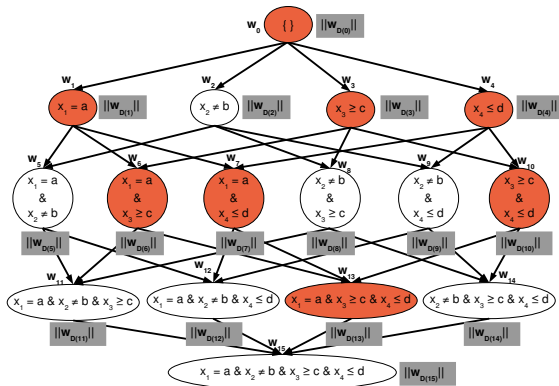 w0 { } ||wD(0)||
w1 w2 w3 w4
x1 = a ||wD(1)|| x2 ≠ b ||wD(2)|| x3 ≥ c ||wD(3)|| x4 ≤ d ||wD(4)||
w5 w6 w7 w8 w9 w10
x1 = a x1 = a x1 = a x2 ≠ b x2 ≠ b x3 ≥ c
& & & & & &
x2 ≠ b x3 ≥ c x4 ≤ d x3 ≥ c x4 ≤ d x4 ≤ d
||wD(5)|| ||wD(6)|| ||wD(7)|| ||wD(8)|| ||wD(9)|| ||wD(10)||
w11 w12 w13 w14
x1 = a & x2 ≠ b & x3 ≥ c x1 = a & x2 ≠ b & x4 ≤ d x1 = a & x3 ≥ c & x4 ≤ d x2 ≠ b & x3 ≥ c & x4 ≤ d
||wD(11)|| ||wD(12)|| ||wD(13)|| ||wD(14)||
w15
x1 = a & x2 ≠ b & x3 ≥ c & x4 ≤ d ||wD(15)||